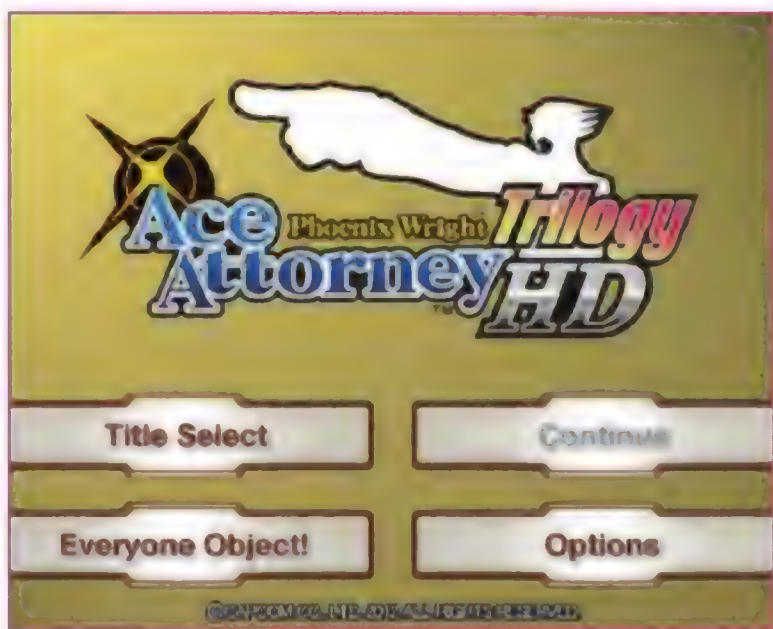 Ace
Phoenix Wright
Trilogy
Attorney
HD
Title Select
Continue
Everyone Object!
Options